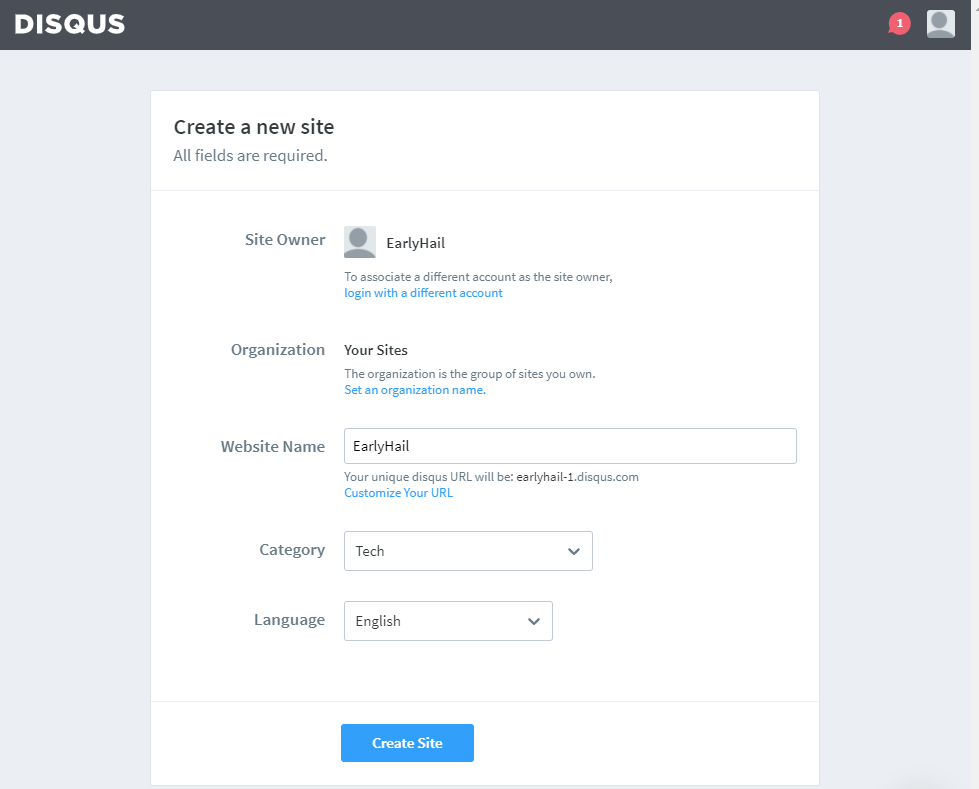 DISQUS
1
Create a new site
All fields are required.
Site Owner
EarlyHail
To associate a different account as the site owner,
login with a different account
Organization
Your Sites
The organization is the group of sites you own.
Set an organization name.
Website Name
EarlyHail
Your unique disqus URL will be: earlyhail-1.disqus.com
Customize Your URL
Category
Tech
Language
English
Create Site